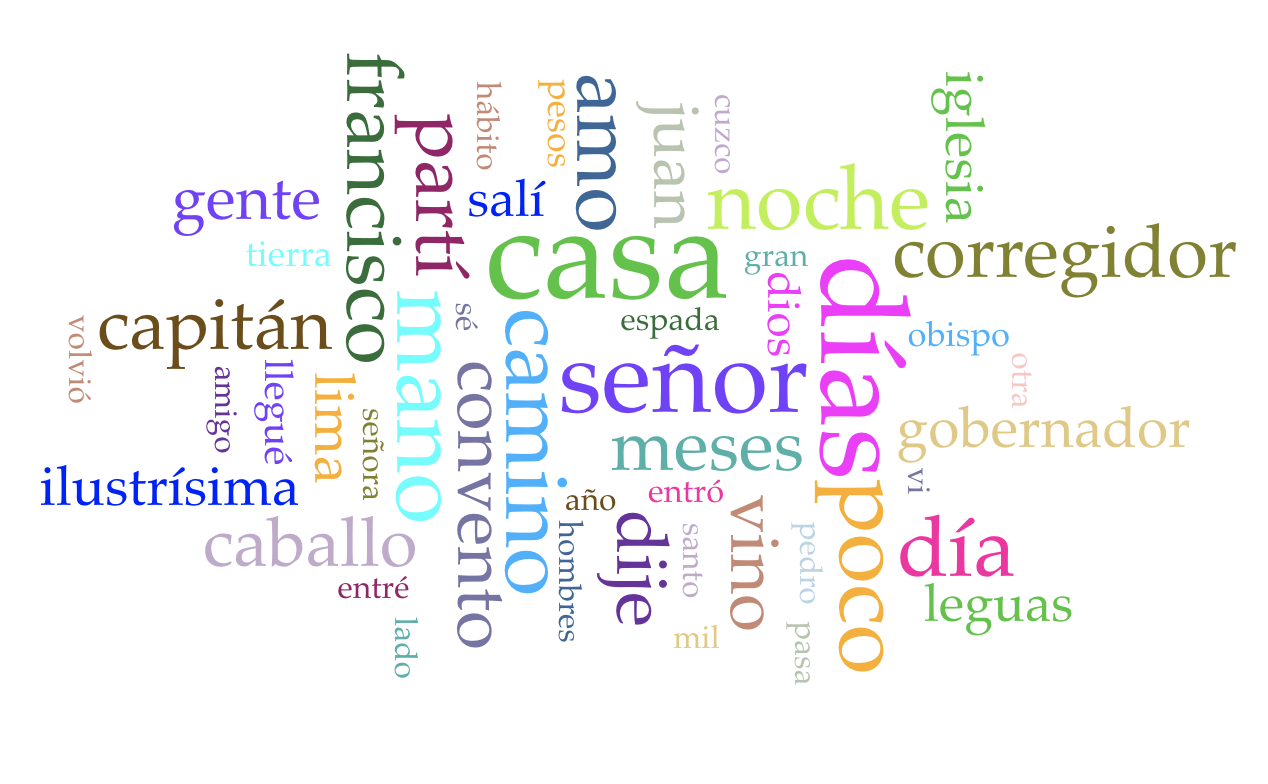 francisco
partí
hábito
pesos
amo
juan
cuzco
iglesia
gente
salí
noche
tierra
casa
gran
corregidor
capitán
mano
sé
camino
espada
dios
días
obispo
volvió
amigo
llegué
lima
señora
convento
señor
otra
meses
gobernador
ilustrísima
año
entró
vi
caballo
hombres
dije
santo
vino
pedro
poco
día
entré
leguas
lado
mil
pasa